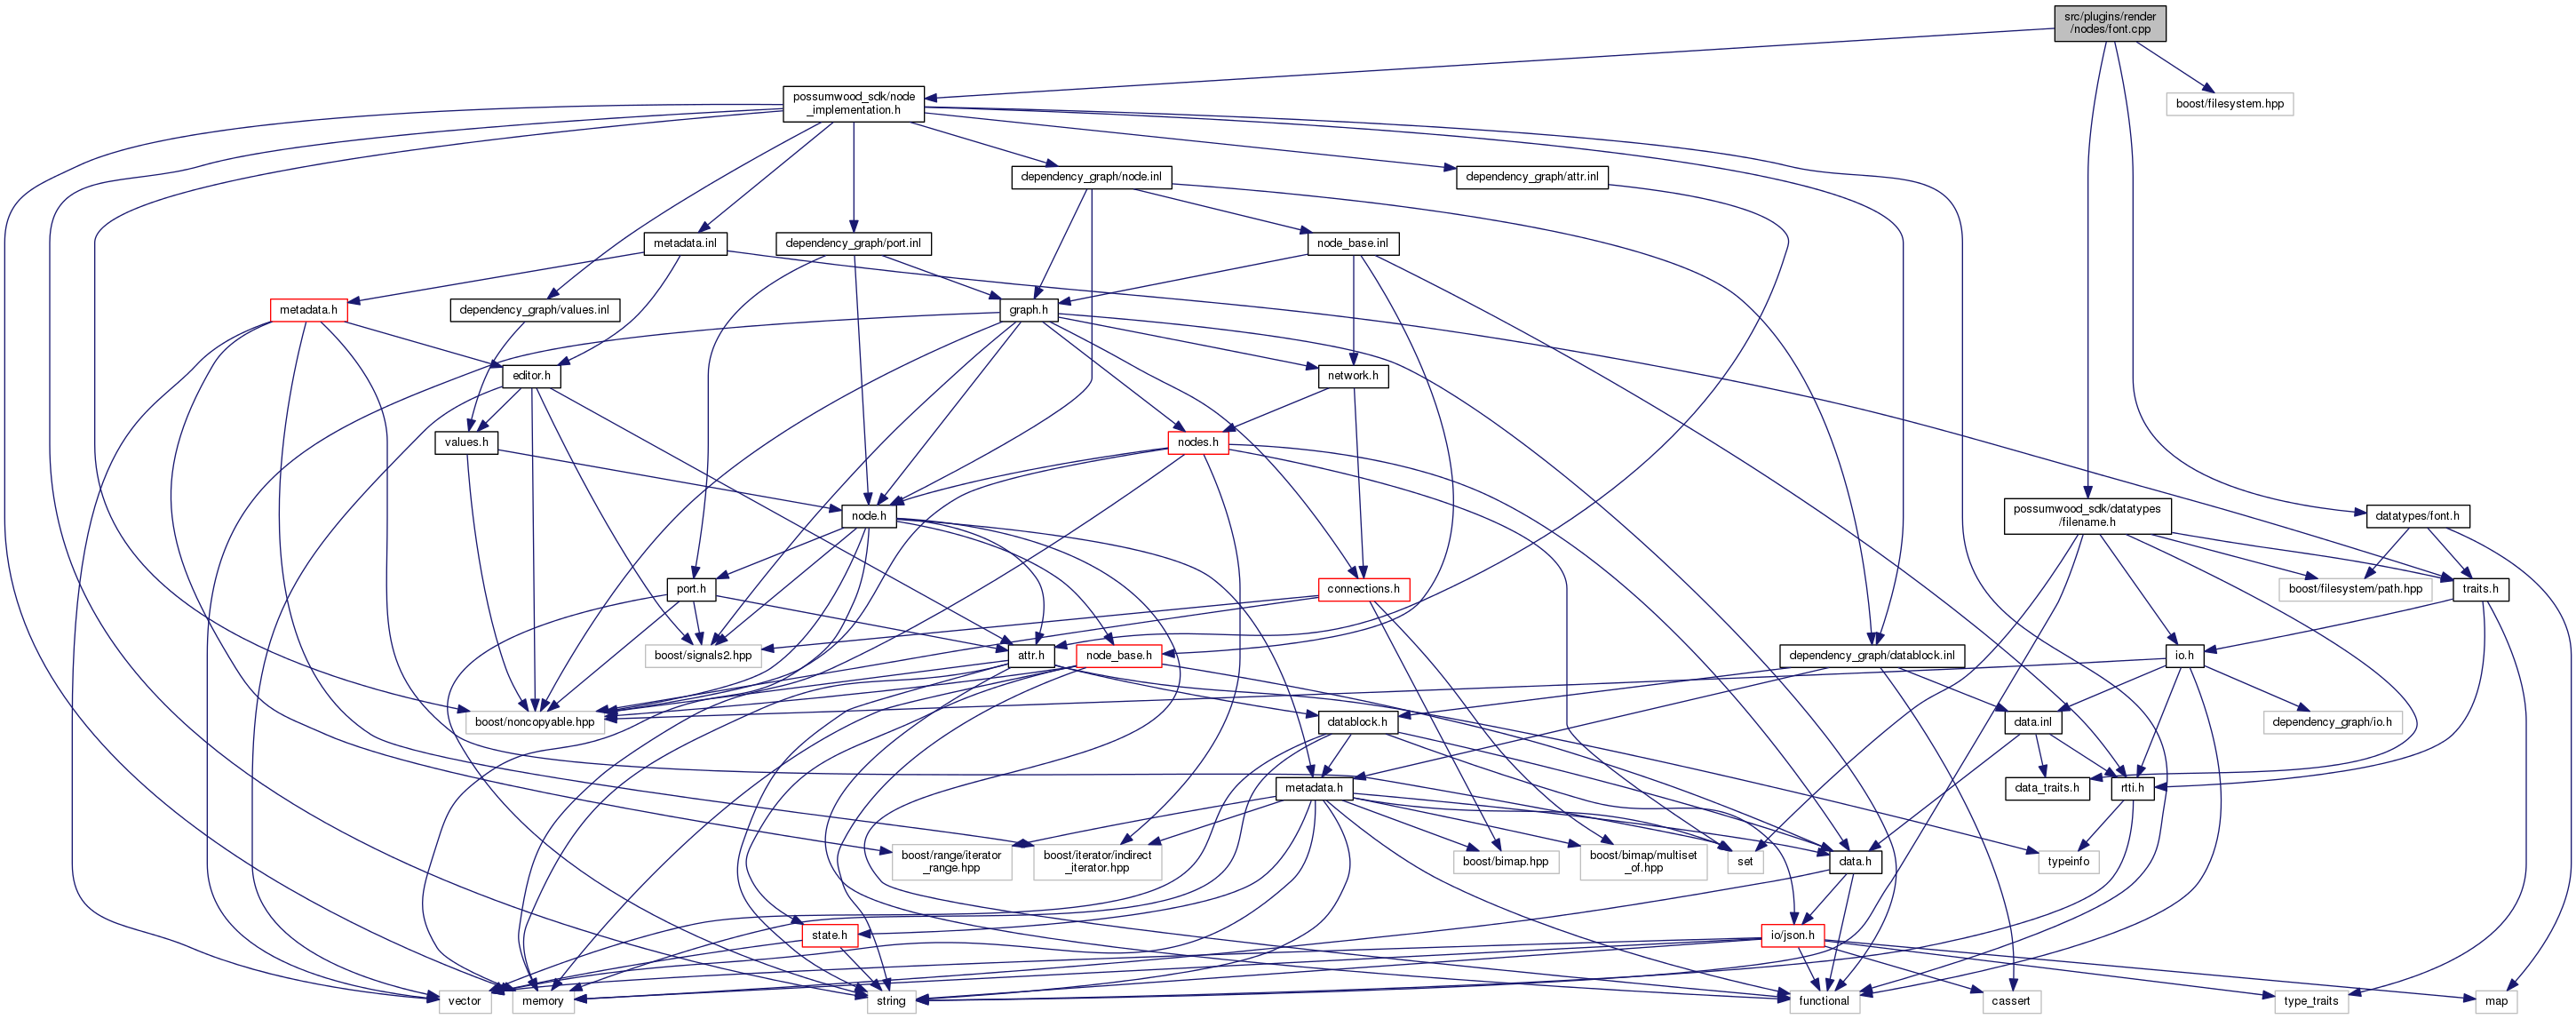 src/plugins/render
/nodes/font.cpp
possumwood_sdk/node
_implementation.h
boost/filesystem.hpp
dependency_graph/node.inl
dependency_graph/attr.inl
metadata.inl
dependency_graph/port.inl
node_base.inl
metadata.h
dependency_graph/values.inl
graph.h
editor.h
network.h
values.h
nodes.h
node.h
possumwood_sdk/datatypes
/filename.h
datatypes/font.h
port.h
connections.h
boost/filesystem/path.hpp
traits.h
boost/signals2.hpp
attr.h
node_base.h
dependency_graph/datablock.inl
io.h
boost/noncopyable.hpp
datablock.h
data.inl
dependency_graph/io.h
metadata.h
data_traits.h
rtti.h
boost/range/iterator
_range.hpp
boost/iterator/indirect
_iterator.hpp
boost/bimap.hpp
boost/bimap/multiset
_of.hpp
set
data.h
typeinfo
state.h
io/json.h
vector
memory
string
functional
cassert
type_traits
map